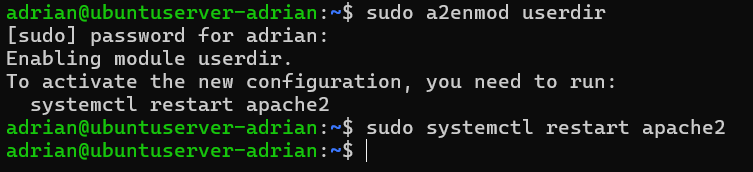 adrian@ubuntuserver-adrian:~$ sudo a2enmod userdir
[sudo] password for adrian:
Enabling module userdir.
To activate the new configuration, you need to run:
  systemctl restart apache2
adrian@ubuntuserver-adrian:~$ sudo systemctl restart apache2
adrian@ubuntuserver-adrian:~$